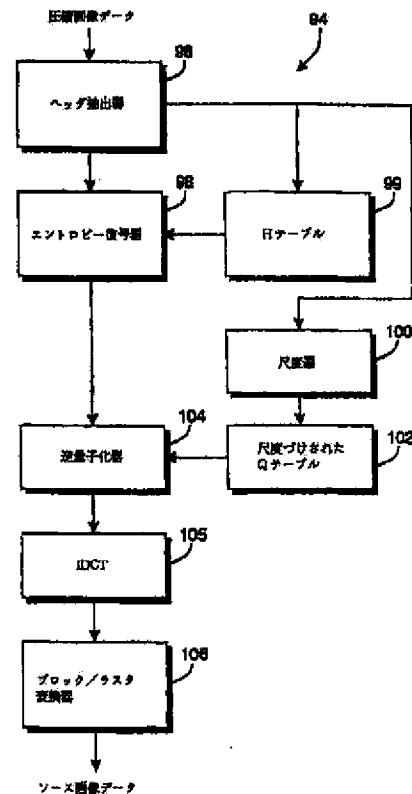 圧縮画像データ
94
96
ヘッダ抽出器
98
エントロピー復号器
99
Hテーブル
100
尺度器
104
逆量子化器
102
尺度づけされた
Qテーブル
105
IDCT
106
ブロック/ラスタ
変換器
ソース画像データ